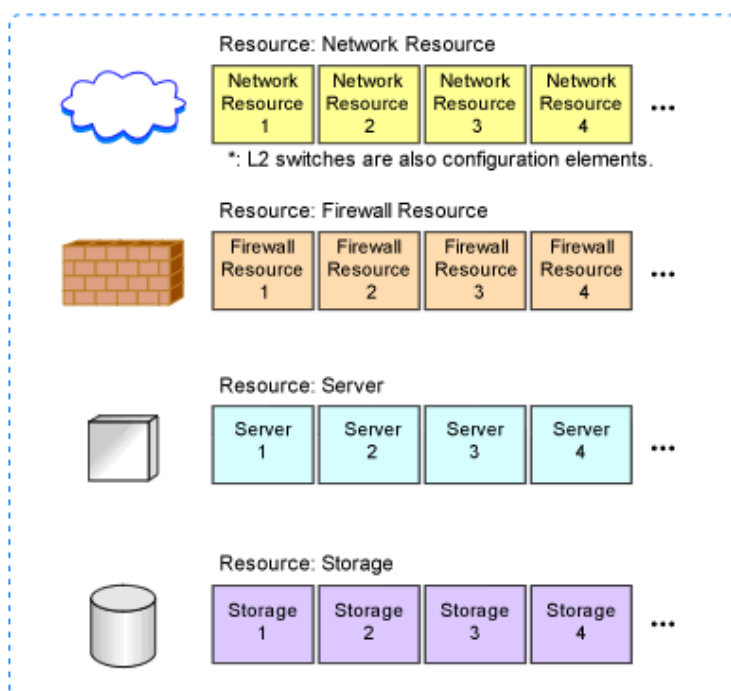 Resource: Network Resource
Network Resource 1
Network Resource 2
Network Resource 3
Network Resource 4
...
*: L2 switches are also configuration elements.
Resource: Firewall Resource
Firewall Resource 1
Firewall Resource 2
Firewall Resource 3
Firewall Resource 4
...
Resource: Server
Server 1
Server 2
Server 3
Server 4
...
Resource: Storage
Storage 1
Storage 2
Storage 3
Storage 4
...